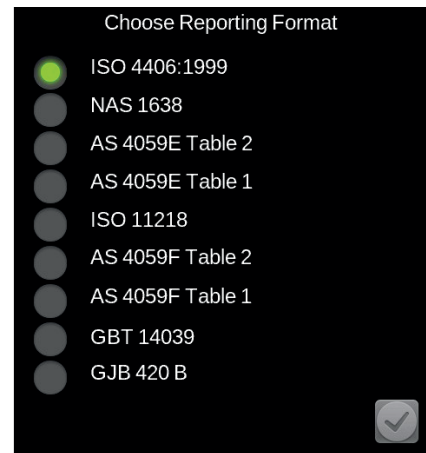 Choose Reporting Format
ISO 4406:1999
NAS 1638
AS 4059E Table 2
AS 4059E Table 1
ISO 11218
AS 4059F Table 2
AS 4059F Table 1
GBT 14039
GJB 420 B